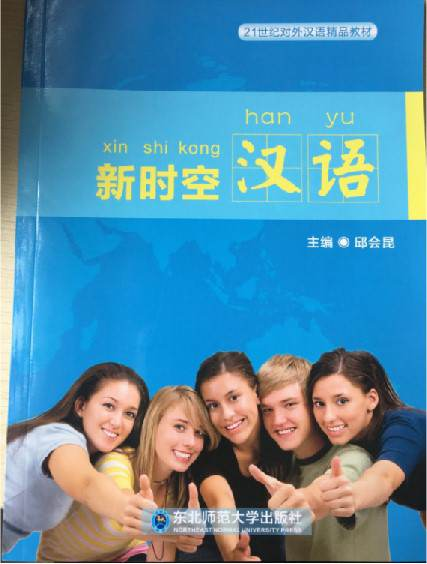 21世纪对外汉语精品教材
han yu
xin shi kong
新时空 汉语
主编 ◉ 邱会昆
东北师范大学出版社
NORTHEAST NORMAL UNIVERSITY PRESS